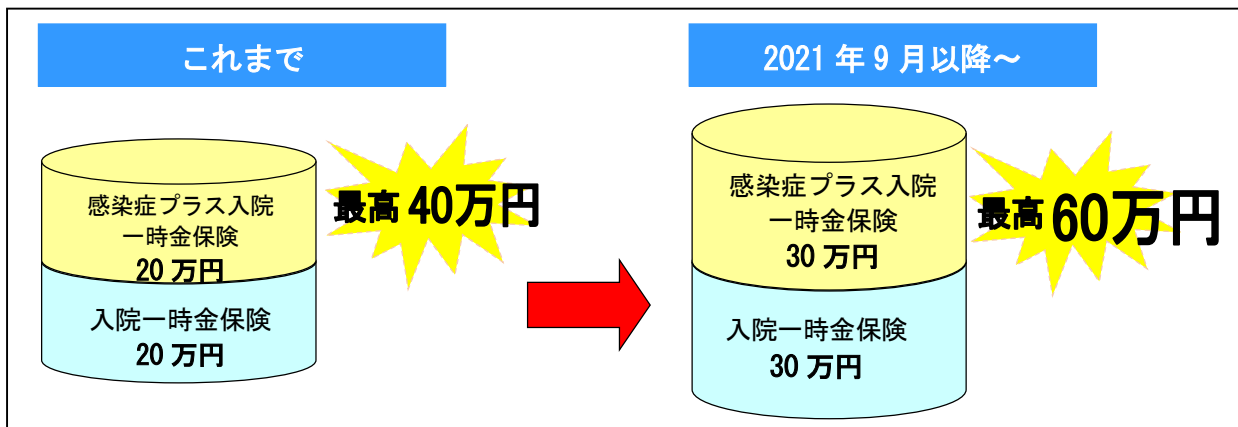 これまで
感染症プラス入院
一時金保険
20 万円
入院一時金保険
20 万円
最高 40万円
2021 年 9 月以降～
感染症プラス入院
一時金保険
30 万円
入院一時金保険
30 万円
最高 60万円